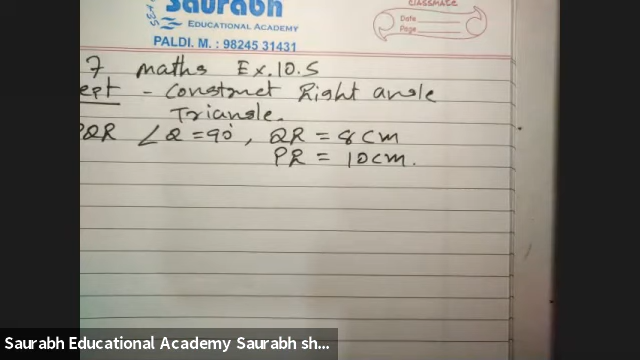 Saurabh
EDUCATIONAL ACADEMY
PALDI. M. : 98245 31431
CLASSMATE
Date
Page
7 maths Ex.10.5
ept - Construct Right angle
Triangle.
PQR ∠Q = 90°, QR = 8cm
PR = 10cm.
Saurabh Educational Academy Saurabh sh...